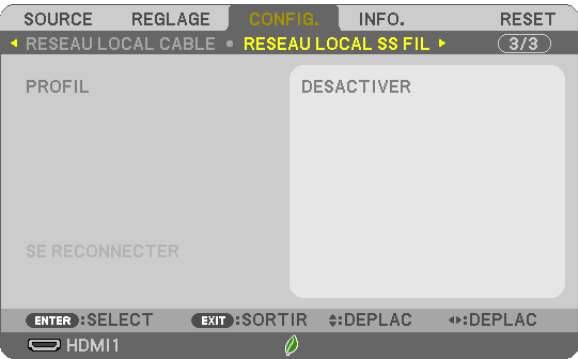 SOURCE REGLAGE CONFIG. INFO. RESET
RESEAU LOCAL CABLE • RESEAU LOCAL SS FIL 3/3
PROFIL DESACTIVER
SE RECONNECTER
ENTER :SELECT EXIT :SORTIR :DEPLAC :DEPLAC
HDMI1